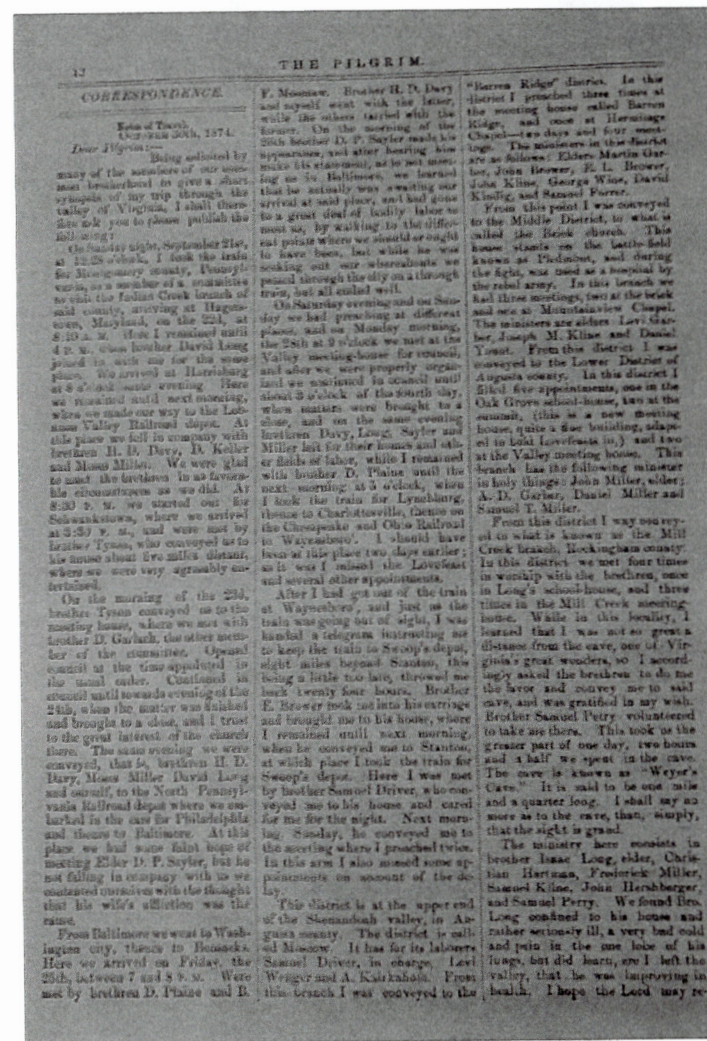 12
THE PILGRIM.
CORRESPONDENCE.
Notes of Travel.
OCTOBER 30th, 1874.
Dear Pilgrim:—
Being solicited by
many of the members of our com-
mon brotherhood to give a short
synopsis of my trip through the
valley of Virginia, I shall there-
fore ask you to please publish the
following:
On Sunday night, September 21st,
at 12.28 o'clock, I took the train
for Montgomery county, Pennsyl-
vania, as a member of a committee
to visit the Indian Creek branch of
said county, arriving at Hagers-
town, Maryland, on the 22d, at
8:10 A. M. Here I remained until
4 P. M. when brother David Long
joined in with me for the same
place. We arrived at Harrisburg
at 8 o'clock same evening. Here
we remained until next morning,
when we made our way to the Leb-
anon Valley Railroad depot. At
this place we fell in company with
brethren H. D. Davy, D. Keller
and Moses Miller. We were glad
to meet the brethren in as favora-
ble circumstances as we did. At
8:30 P. M. we started out for
Schwankstown, where we arrived
at 3:30 P. M., and were met by
brother Tyson, who conveyed us to
his house about five miles distant,
where we were very agreeably en-
tertained.
On the morning of the 23d,
brother Tyson conveyed us to the
meeting house, where we met with
brother D. Garlach, the other mem-
ber of the committee. Opened
council at the time appointed in
the usual order. Continued in
council until towards evening of the
24th, when the matter was finished
and brought to a close, and I trust
to the great interest of the church
there. The same evening we were
conveyed, that is, brethren H. D.
Davy, Moses Miller David Long
and myself, to the North Pennsyl-
vania Railroad depot where we em-
barked in the cars for Philadelphia
and thence to Baltimore. At this
place we had some faint hope of
meeting Elder D. P. Sayler, but he
not falling in company with us we
contented ourselves with the thought
that his wife's affliction was the
cause.
From Baltimore we went to Wash-
ington city, thence to Bonsacks.
Here we arrived on Friday, the
25th, between 7 and 8 P. M. Were
met by brethren D. Plaine and B.
F. Moomaw. Brother H. D. Davy
and myself went with the latter,
while the others tarried with the
former. On the morning of the
26th brother D. P. Sayler made his
appearance, and after hearing him
make his statement, as to not meet-
ing us in Baltimore, we learned
that he actually was awaiting our
arrival at said place, and had gone
to a great deal of bodily labor to
meet us, by walking to the differ-
ent points where we should or ought
to have been, but while he was
seeking out our whereabouts we
passed through the city on a through
train, but all ended well.
On Saturday evening and on Sun-
day we had preaching at different
places, and on Monday morning,
the 28th at 9 o'clock we met at the
Valley meeting-house for council,
and after we were properly organ-
ized we continued in council until
about 3 o'clock of the fourth day,
when matters were brought to a
close, and on the same evening
brethren Davy, Long, Sayler and
Miller left for their homes and oth-
er fields of labor, while I remained
with brother D. Plaine until the
next morning at 5 o'clock, when
I took the train for Lynchburg,
thence to Charlottsville, thence on
the Chesapeake and Ohio Railroad
to Waynesboro'. I should have
been at this place two days earlier;
as it was I missed the Lovefeast
and several other appointments.
After I had got out of the train
at Waynesboro', and just as the
train was going out of sight, I was
handed a telegram instructing me
to keep the train to Swoop's depot,
eight miles beyond Stanton, this
being a little too late, throwed me
back twenty four hours. Brother
E. Brower took me into his carriage
and brought me to his house, where
I remained until next morning,
when he conveyed me to Stanton,
at which place I took the train for
Swoop's depot. Here I was met
by brother Samuel Driver, who con-
veyed me to his house and cared
for me for the night. Next morn-
ing, Sunday, he conveyed me to
the meeting where I preached twice.
In this arm I also missed some ap-
pointments on account of the de-
lay.
This district is at the upper end
of the Shenandoah valley, in Au-
gusta county. The district is call-
ed Moscow. It has for its laborers
Samuel Driver, in charge, Levi
Wenger and A. From
this branch I was conveyed to the
"Barren Ridge" district. In this
district I preached three times at
the meeting house called Barren
Ridge, and once at Hermitage
Chapel—two days and four meet-
ings. The ministers in this district
are as follows: Elders Martin Gar-
ber, John Brower, E. L. Brower,
John Kline, George Wine, David
Kindig, and Samuel Forrer.
From this point I was conveyed
to the Middle District, to what is
called the Brick church. This
house stands on the battle-field
known as Piedmont, and during
the fight, was used as a hospital by
the rebel army. In this branch we
had three meetings, two at the brick
and one at Mountainview Chapel.
The ministers are elders Levi Gar-
ber, Joseph M. Kline and Daniel
Yount. From this district I was
conveyed to the Lower District of
Augusta county. In this district I
filled five appointments, one in the
Oak Grove school-house, two at the
summit, (this is a new meeting
house, quite a fine building, adapt-
ed to hold Lovefeasts in,) and two
at the Valley meeting house. This
branch has the following minister
in holy things: John Miller, elder;
A. D. Garber, Daniel Miller and
Samuel T. Miller.
From this district I way convey-
ed to what is known as the Mill
Creek branch, Rockingham county.
In this district we met four times
in worship with the brethren, once
in Long's school-house, and three
times in the Mill Creek meeting-
house. While in this locality, I
learned that I was not so great a
distance from the cave, one of Vir-
ginia's great wonders, so I accord-
ingly asked the brethren to do me
the favor and convey me to said
cave, and was gratified in my wish.
Brother Samuel Petry volunteered
to take me there. This took us the
greater part of one day, two hours
and a half we spent in the cave.
The cave is known as "Weyer's
Cave." It is said to be one mile
and a quarter long. I shall say no
more as to the cave, than, simply,
that the sight is grand.
The ministry here consists in
brother Isaac Long, elder, Chris-
tian Hartman, Frederick Miller,
Samuel Kline, John Hershberger,
and Samuel Perry. We found Bro.
Long confined to his house and
rather seriously ill, a very bad cold
and pain in the one lobe of his
lungs, but did learn, ere I left the
valley, that he was improving in
health. I hope the Lord may re-